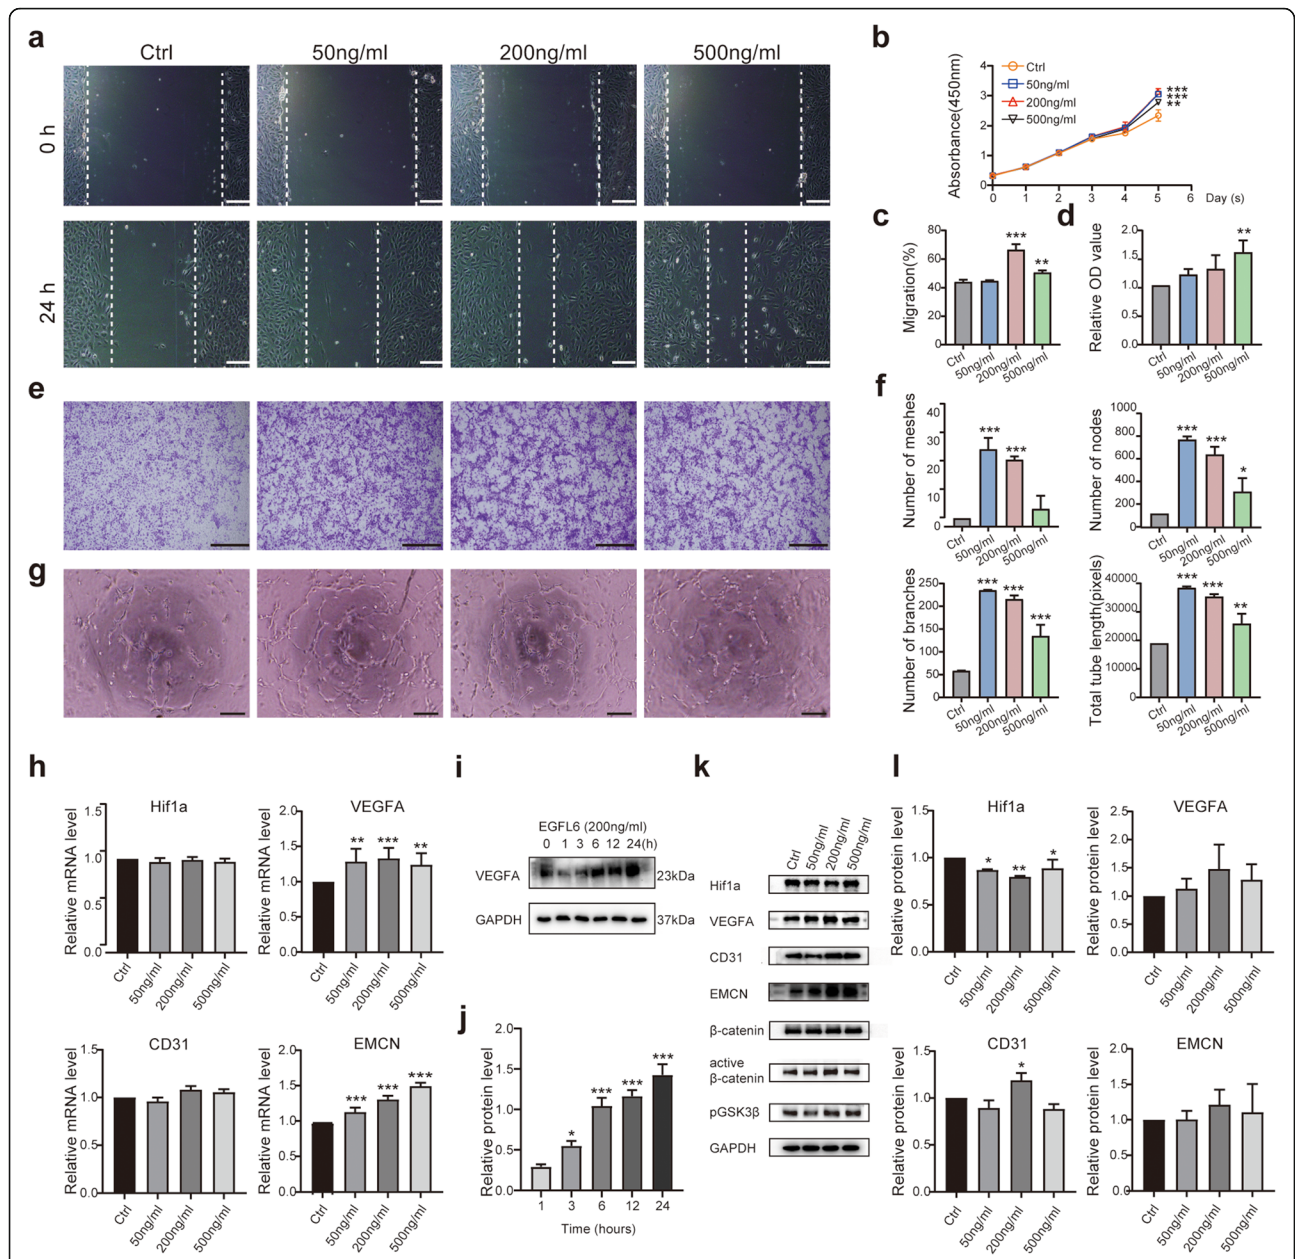 a
Ctrl 50ng/ml 200ng/ml 500ng/ml
0 h
24 h
b
Absorbance(450nm)
4
3
2
1
0
Ctrl
50ng/ml
200ng/ml
500ng/ml
***
***
**
0 1 2 3 4 5 6 Day (s)
c
Migration(%)
80
60
40
20
0
***
**
Ctrl 50ng/ml 200ng/ml 500ng/ml
d
Relative OD value
2.0
1.5
1.0
0.5
0.0
**
Ctrl 50ng/ml 200ng/ml 500ng/ml
e
f
Number of meshes
40
30
20
10
0
*** ***
Ctrl 50ng/ml 200ng/ml 500ng/ml
Number of nodes
1000
800
600
400
200
0
*** *** *
Ctrl 50ng/ml 200ng/ml 500ng/ml
g
Number of branches
250
200
150
100
50
0
*** *** ***
Ctrl 50ng/ml 200ng/ml 500ng/ml
Total tube length(pixels)
40000
30000
20000
10000
0
*** *** **
Ctrl 50ng/ml 200ng/ml 500ng/ml
h
Hif1a
Relative mRNA level
1.5
1.0
0.5
0.0
Ctrl 50ng/ml 200ng/ml 500ng/ml
VEGFA
Relative mRNA level
2.0
1.5
1.0
0.5
0.0
** *** **
Ctrl 50ng/ml 200ng/ml 500ng/ml
CD31
Relative mRNA level
1.5
1.0
0.5
0.0
Ctrl 50ng/ml 200ng/ml 500ng/ml
EMCN
Relative mRNA level
2.0
1.5
1.0
0.5
0.0
*** *** ***
Ctrl 50ng/ml 200ng/ml 500ng/ml
i
EGFL6 (200ng/ml)
0 1 3 6 12 24(h)
VEGFA 23kDa
GAPDH 37kDa
j
Relative protein level
2.0
1.5
1.0
0.5
0.0
* *** *** ***
1 3 6 12 24
Time (hours)
k
Ctrl 50ng/ml 200ng/ml 500ng/ml
Hif1a
VEGFA
CD31
EMCN
β-catenin
active
β-catenin
pGSK3β
GAPDH
l
Hif1a
Relative protein level
1.5
1.0
0.5
0.0
* ** *
Ctrl 50ng/ml 200ng/ml 500ng/ml
VEGFA
Relative protein level
2.5
2.0
1.5
1.0
0.5
0.0
Ctrl 50ng/ml 200ng/ml 500ng/ml
CD31
Relative protein level
1.5
1.0
0.5
0.0
*
Ctrl 50ng/ml 200ng/ml 500ng/ml
EMCN
Relative protein level
2.0
1.5
1.0
0.5
0.0
Ctrl 50ng/ml 200ng/ml 500ng/ml